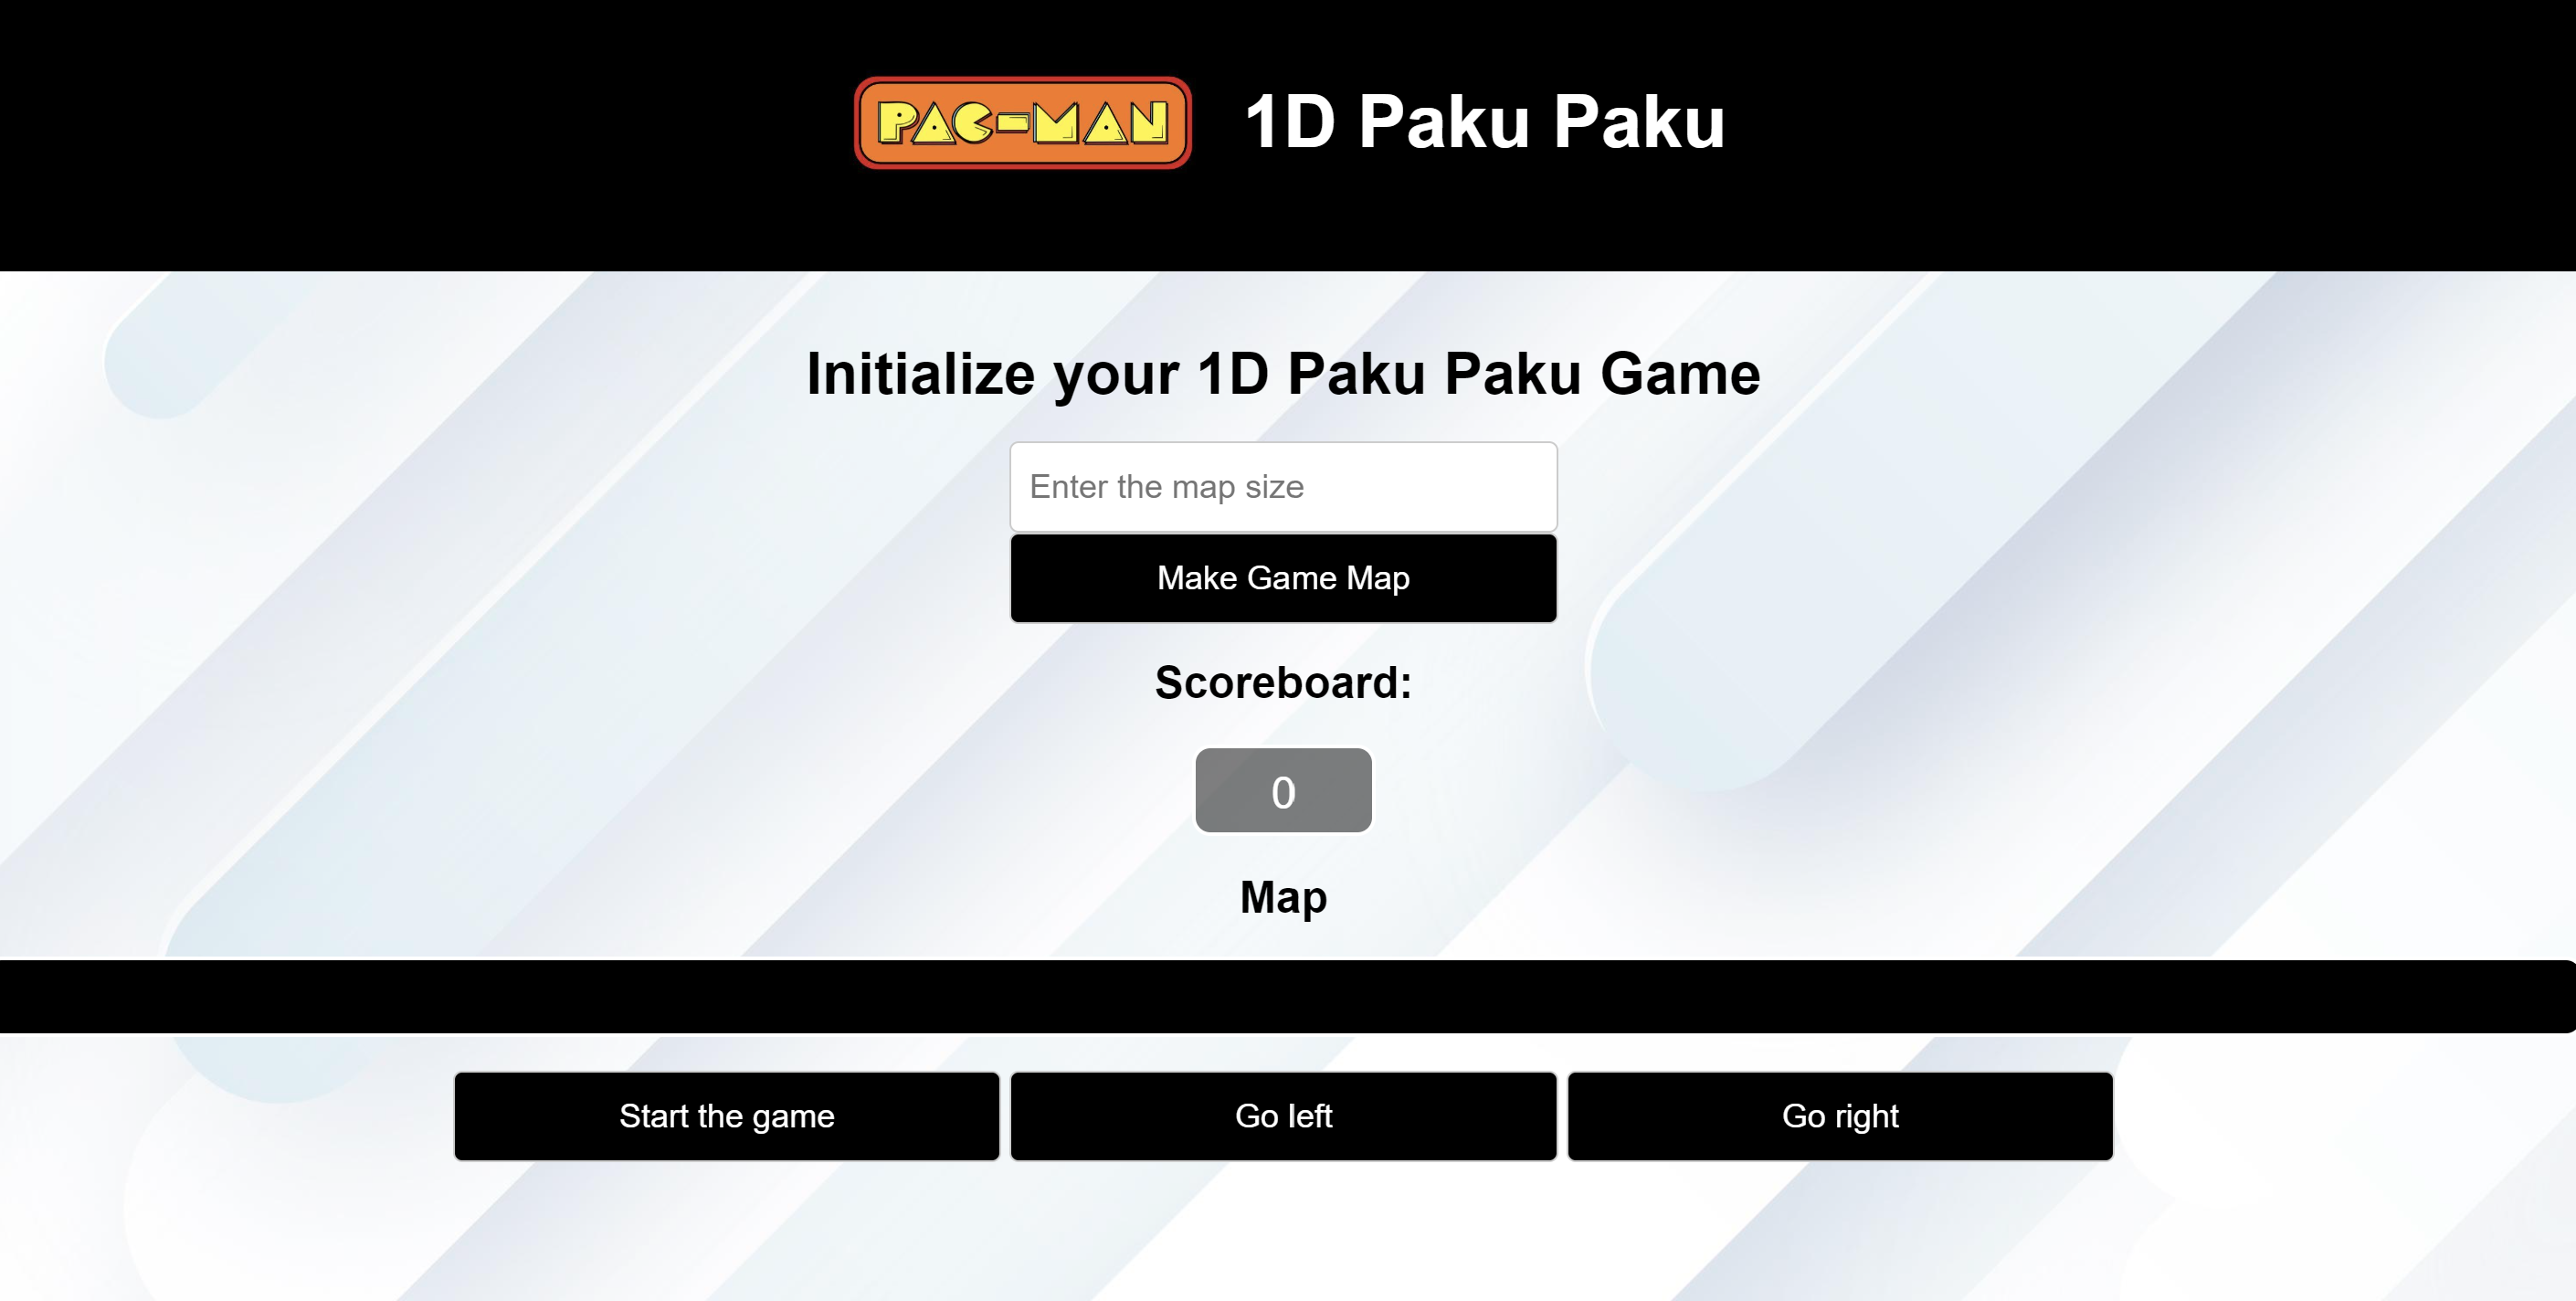 PAC-MAN 1D Paku Paku
Initialize your 1D Paku Paku Game
Enter the map size
Make Game Map
Scoreboard:
0
Map
Start the game Go left Go right